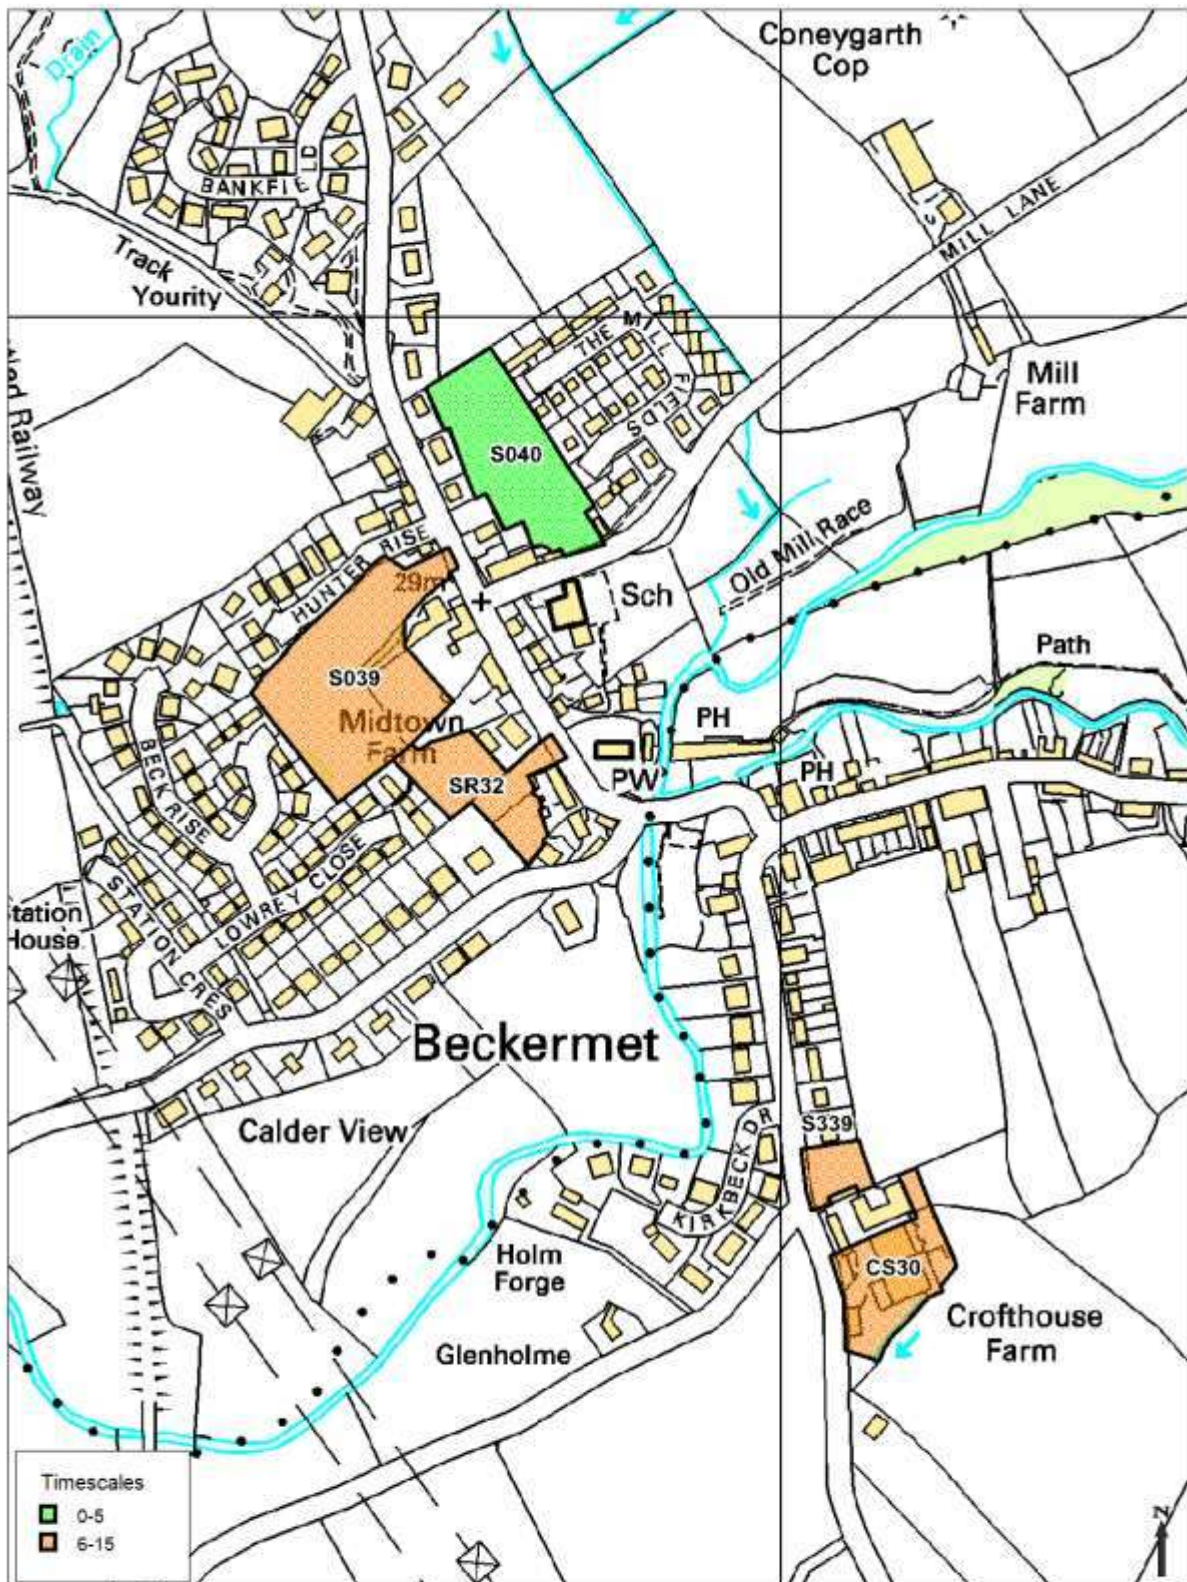 Drain
Coneygarth
Cop
BANKFIELD
MILL LANE
Track
Yourity
THE MILL FIELDS
Mill
Farm
Railway
S040
HUNTER RISE
29m
Old Mill Race
Sch
Path
S039
Midtown
Farm
PH
PH
BECK RISE
PW
SR32
LOWREY CLOSE
STATION CRES
Station
House
Beckermet
Calder View
S339
KIRKBECK DR
Holm
Forge
CS30
Crofthouse
Farm
Glenholme
Timescales
0-5
6-15
N